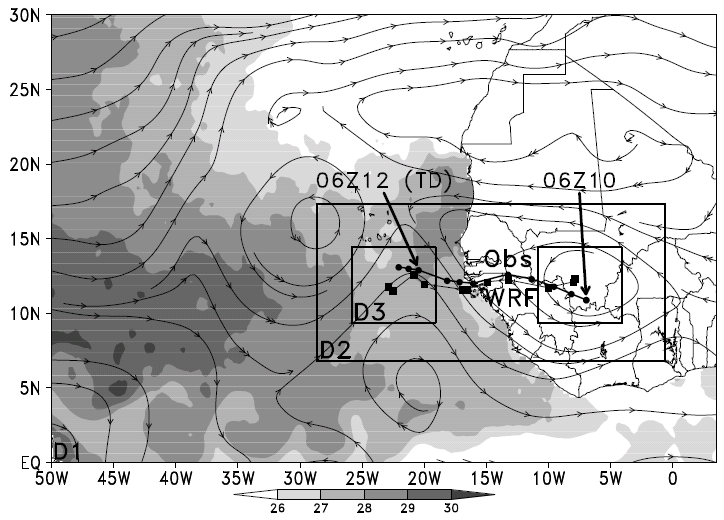 30N
25N
20N
15N
10N
5N
EQ
06Z12 (TD)
06Z10
Obs
WRF
D3
D2
D1
50W 45W 40W 35W 30W 25W 20W 15W 10W 5W 0
26 27 28 29 30